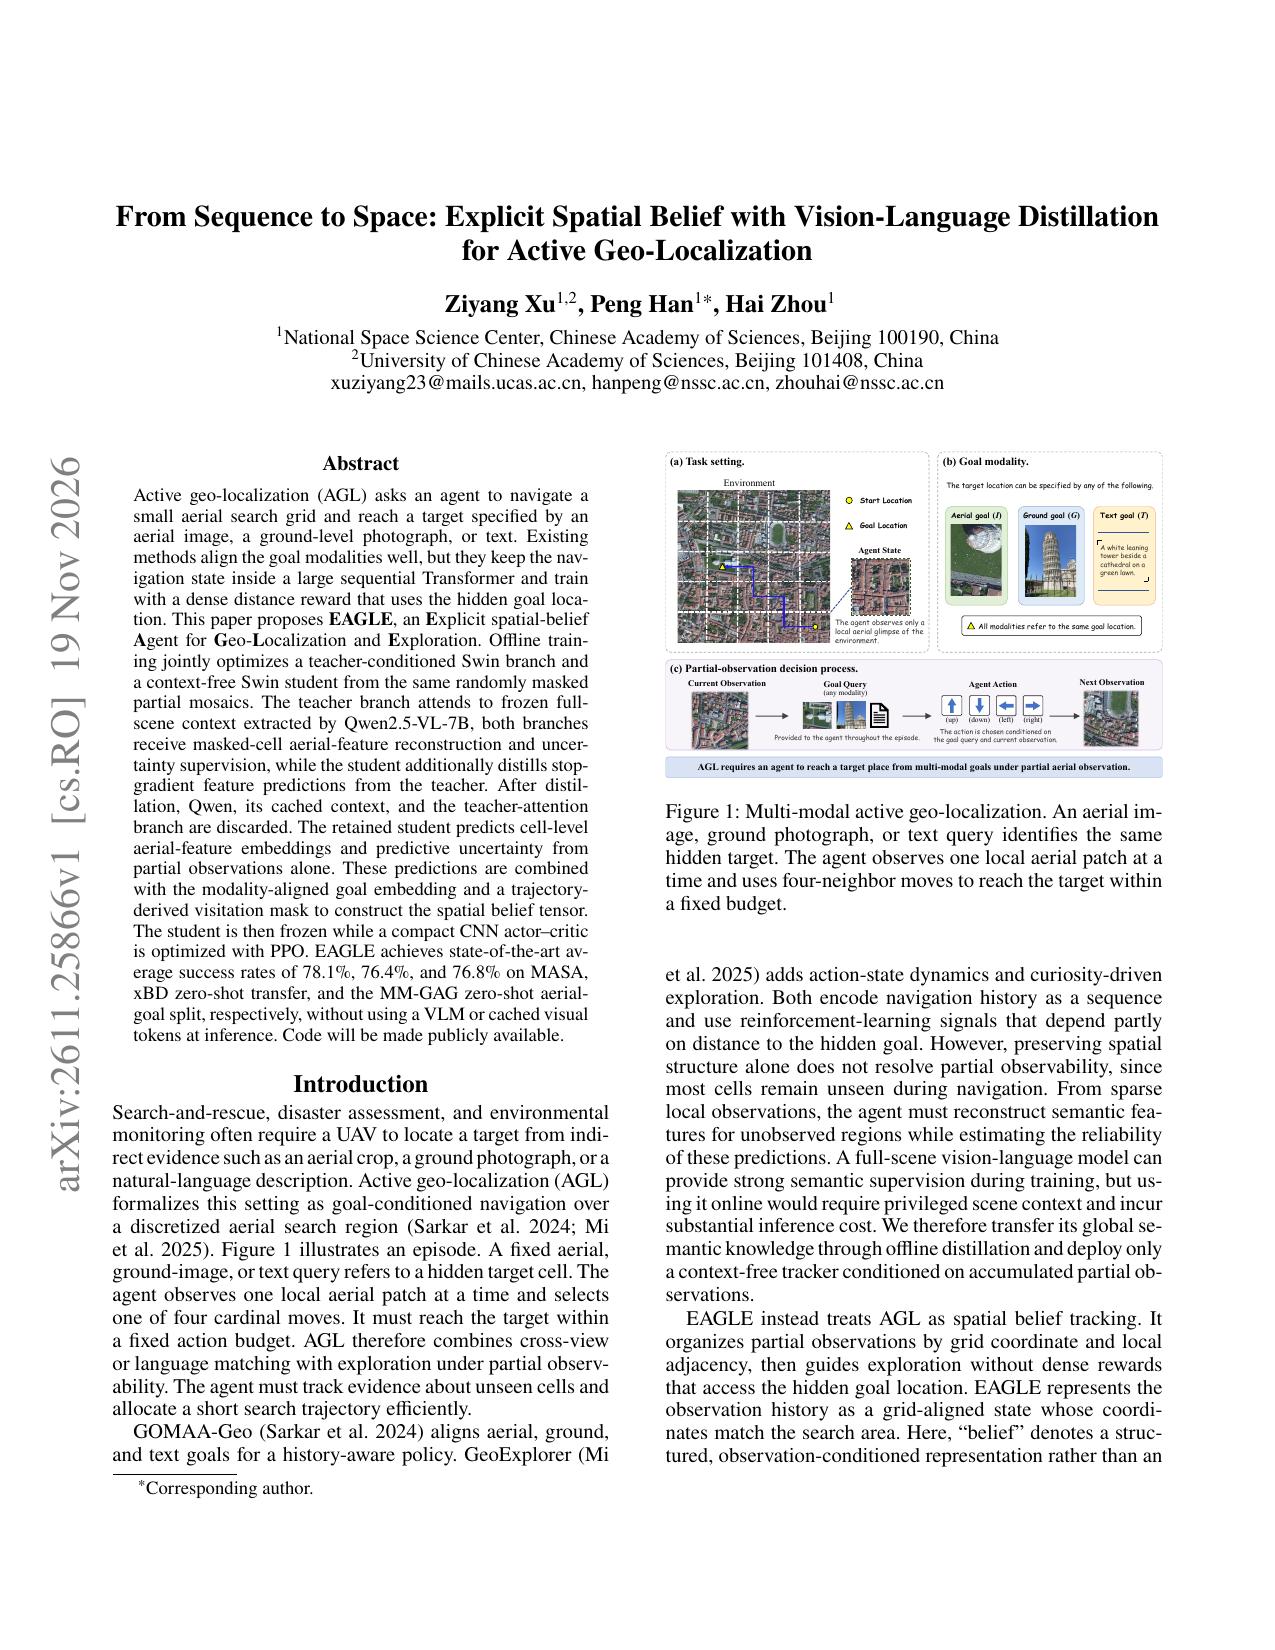 arXiv:2611.25866v1 [cs.RO] 19 Nov 2026
From Sequence to Space: Explicit Spatial Belief with Vision-Language Distillation
for Active Geo-Localization
Ziyang Xu1,2, Peng Han1*, Hai Zhou1
1National Space Science Center, Chinese Academy of Sciences, Beijing 100190, China
2University of Chinese Academy of Sciences, Beijing 101408, China
xuziyang23@mails.ucas.ac.cn, hanpeng@nssc.ac.cn, zhouhai@nssc.ac.cn
Abstract
Active geo-localization (AGL) asks an agent to navigate a
small aerial search grid and reach a target specified by an
aerial image, a ground-level photograph, or text. Existing
methods align the goal modalities well, but they keep the nav-
igation state inside a large sequential Transformer and train
with a dense distance reward that uses the hidden goal loca-
tion. This paper proposes EAGLE, an Explicit spatial-belief
Agent for Geo-Localization and Exploration. Offline train-
ing jointly optimizes a teacher-conditioned Swin branch and
a context-free Swin student from the same randomly masked
partial mosaics. The teacher branch attends to frozen full-
scene context extracted by Qwen2.5-VL-7B, both branches
receive masked-cell aerial-feature reconstruction and uncer-
tainty supervision, while the student additionally distills stop-
gradient feature predictions from the teacher. After distil-
lation, Qwen, its cached context, and the teacher-attention
branch are discarded. The retained student predicts cell-level
aerial-feature embeddings and predictive uncertainty from
partial observations alone. These predictions are combined
with the modality-aligned goal embedding and a trajectory-
derived visitation mask to construct the spatial belief tensor.
The student is then frozen while a compact CNN actor–critic
is optimized with PPO. EAGLE achieves state-of-the-art av-
erage success rates of 78.1%, 76.4%, and 76.8% on MASA,
xBD zero-shot transfer, and the MM-GAG zero-shot aerial-
goal split, respectively, without using a VLM or cached visual
tokens at inference. Code will be made publicly available.
Introduction
Search-and-rescue, disaster assessment, and environmental
monitoring often require a UAV to locate a target from indi-
rect evidence such as an aerial crop, a ground photograph, or a
natural-language description. Active geo-localization (AGL)
formalizes this setting as goal-conditioned navigation over
a discretized aerial search region (Sarkar et al. 2024; Mi
et al. 2025). Figure 1 illustrates an episode. A fixed aerial,
ground-image, or text query refers to a hidden target cell. The
agent observes one local aerial patch at a time and selects
one of four cardinal moves. It must reach the target within
a fixed action budget. AGL therefore combines cross-view
or language matching with exploration under partial observ-
ability. The agent must track evidence about unseen cells and
allocate a short search trajectory efficiently.
GOMAA-Geo (Sarkar et al. 2024) aligns aerial, ground,
and text goals for a history-aware policy. GeoExplorer (Mi
*Corresponding author.
(a) Task setting.
Environment
Start Location
Goal Location
Agent State
The agent observes only a
local aerial glimpse of the
environment.
(b) Goal modality.
The target location can be specified by any of the following.
Aerial goal (I)
Ground goal (G)
Text goal (T)
A white leaning
tower beside a
cathedral on a
green lawn.
All modalities refer to the same goal location.
(c) Partial-observation decision process.
Current Observation
Goal Query
(any modality)
Agent Action
Next Observation
(up) (down) (left) (right)
Provided to the agent throughout the episode.
The action is chosen conditioned on
the goal query and current observation.
AGL requires an agent to reach a target place from multi-modal goals under partial aerial observation.
Figure 1: Multi-modal active geo-localization. An aerial im-
age, ground photograph, or text query identifies the same
hidden target. The agent observes one local aerial patch at a
time and uses four-neighbor moves to reach the target within
a fixed budget.
et al. 2025) adds action-state dynamics and curiosity-driven
exploration. Both encode navigation history as a sequence
and use reinforcement-learning signals that depend partly
on distance to the hidden goal. However, preserving spatial
structure alone does not resolve partial observability, since
most cells remain unseen during navigation. From sparse
local observations, the agent must reconstruct semantic fea-
tures for unobserved regions while estimating the reliability
of these predictions. A full-scene vision-language model can
provide strong semantic supervision during training, but us-
ing it online would require privileged scene context and incur
substantial inference cost. We therefore transfer its global se-
mantic knowledge through offline distillation and deploy only
a context-free tracker conditioned on accumulated partial ob-
servations.
EAGLE instead treats AGL as spatial belief tracking. It
organizes partial observations by grid coordinate and local
adjacency, then guides exploration without dense rewards
that access the hidden goal location. EAGLE represents the
observation history as a grid-aligned state whose coordi-
nates match the search area. Here, “belief” denotes a struc-
tured, observation-conditioned representation rather than an